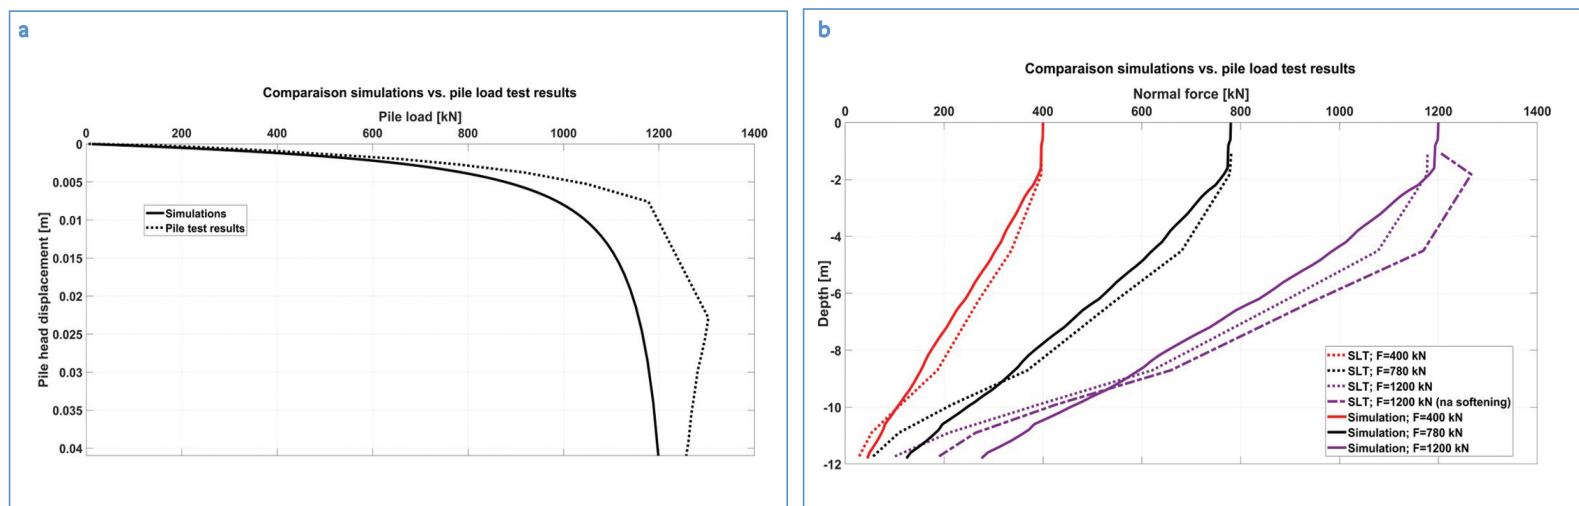 a
Comparaison simulations vs. pile load test results
Pile load [kN]
0 200 400 600 800 1000 1200 1400
0
0.005
0.01
0.015
0.02
0.025
0.03
0.035
0.04
Pile head displacement [m]
Simulations
Pile test results
b
Comparaison simulations vs. pile load test results
Normal force [kN]
0 200 400 600 800 1000 1200 1400
0
-2
-4
-6
-8
-10
-12
Depth [m]
SLT; F=400 kN
SLT; F=780 kN
SLT; F=1200 kN
SLT; F=1200 kN (na softening)
Simulation; F=400 kN
Simulation; F=780 kN
Simulation; F=1200 kN